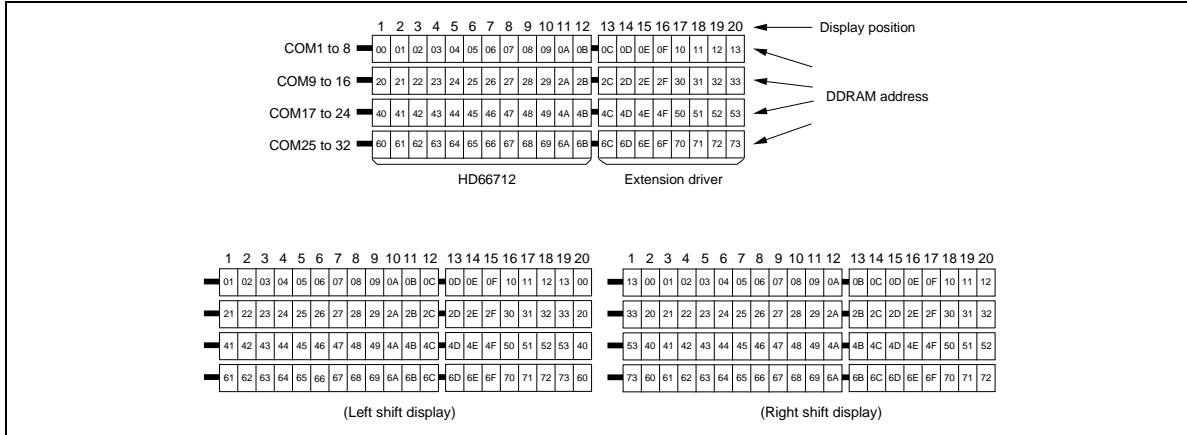 1 2 3 4 5 6 7 8 9 10 11 12 13 14 15 16 17 18 19 20 Display position
COM1 to 8 00 01 02 03 04 05 06 07 08 09 0A 0B 0C 0D 0E 0F 10 11 12 13
COM9 to 16 20 21 22 23 24 25 26 27 28 29 2A 2B 2C 2D 2E 2F 30 31 32 33
DDRAM address
COM17 to 24 40 41 42 43 44 45 46 47 48 49 4A 4B 4C 4D 4E 4F 50 51 52 53
COM25 to 32 60 61 62 63 64 65 66 67 68 69 6A 6B 6C 6D 6E 6F 70 71 72 73
HD66712 Extension driver
1 2 3 4 5 6 7 8 9 10 11 12 13 14 15 16 17 18 19 20
01 02 03 04 05 06 07 08 09 0A 0B 0C 0D 0E 0F 10 11 12 13 00
21 22 23 24 25 26 27 28 29 2A 2B 2C 2D 2E 2F 30 31 32 33 20
41 42 43 44 45 46 47 48 49 4A 4B 4C 4D 4E 4F 50 51 52 53 40
61 62 63 64 65 66 67 68 69 6A 6B 6C 6D 6E 6F 70 71 72 73 60
(Left shift display)
1 2 3 4 5 6 7 8 9 10 11 12 13 14 15 16 17 18 19 20
13 00 01 02 03 04 05 06 07 08 09 0A 0B 0C 0D 0E 0F 10 11 12
33 20 21 22 23 24 25 26 27 28 29 2A 2B 2C 2D 2E 2F 30 31 32
53 40 41 42 43 44 45 46 47 48 49 4A 4B 4C 4D 4E 4F 50 51 52
73 60 61 62 63 64 65 66 67 68 69 6A 6B 6C 6D 6E 6F 70 71 72
(Right shift display)